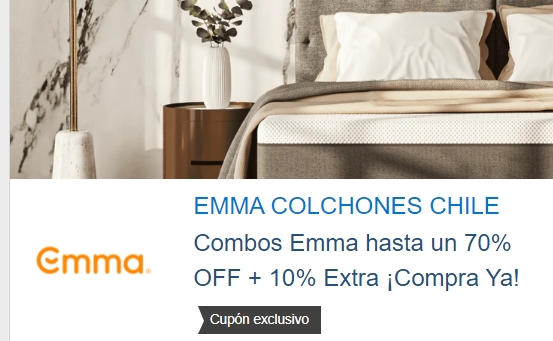 EMMA COLCHONES CHILE
Combos Emma hasta un 70%
emma.
OFF + 10% Extra ¡Compra Ya!
Cupón exclusivo